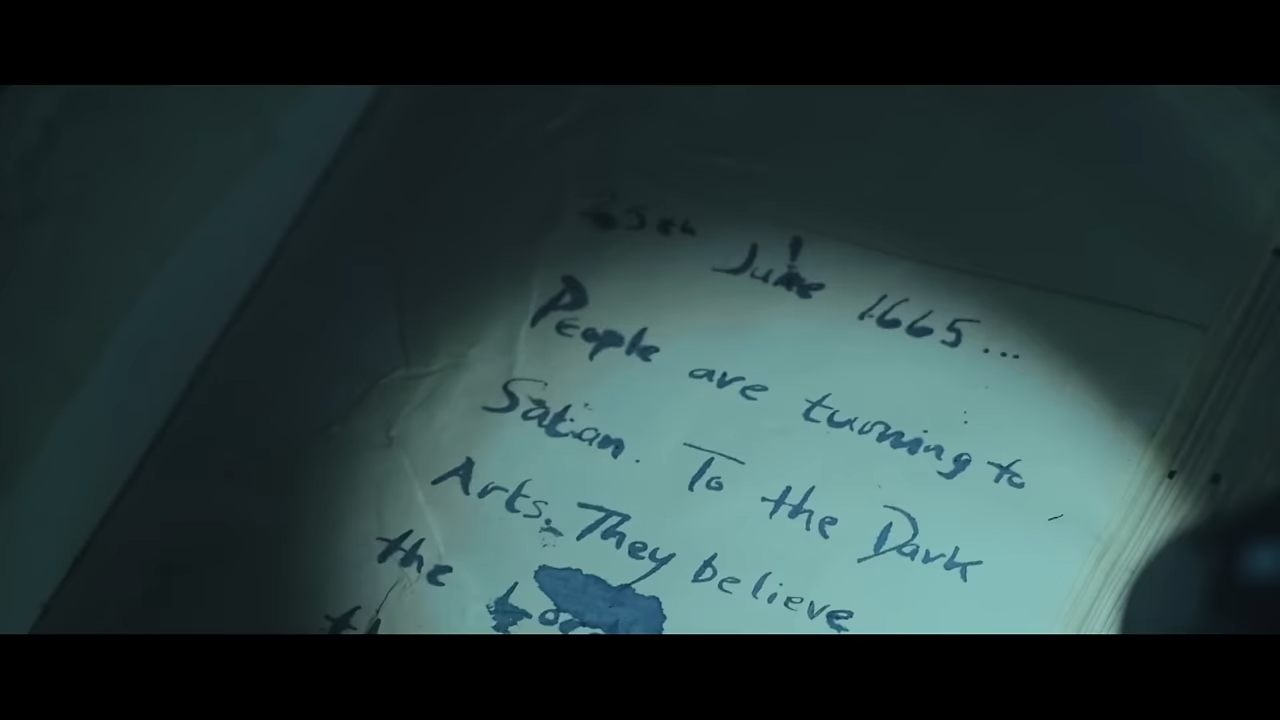 June 1665...
People are turning to
Satan. To the Dark
Arts. They believe
the